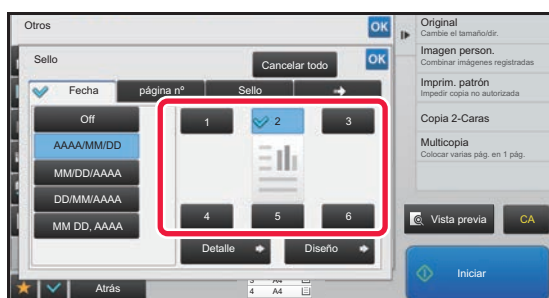 Otros
OK
Sello
Cancelar todo
OK
Fecha
página nº
Sello
Off
AAAA/MM/DD
MM/DD/AAAA
DD/MM/AAAA
MM DD, AAAA
1
2
3
4
5
6
Detalle
Diseño
Atrás
4 A4
Original
Cambie el tamaño/dir.
Imagen person.
Combinar imágenes registradas
Imprim. patrón
Impedir copia no autorizada
Copia 2-Caras
Multicopia
Colocar varias pág. en 1 pág.
Vista previa
CA
Iniciar